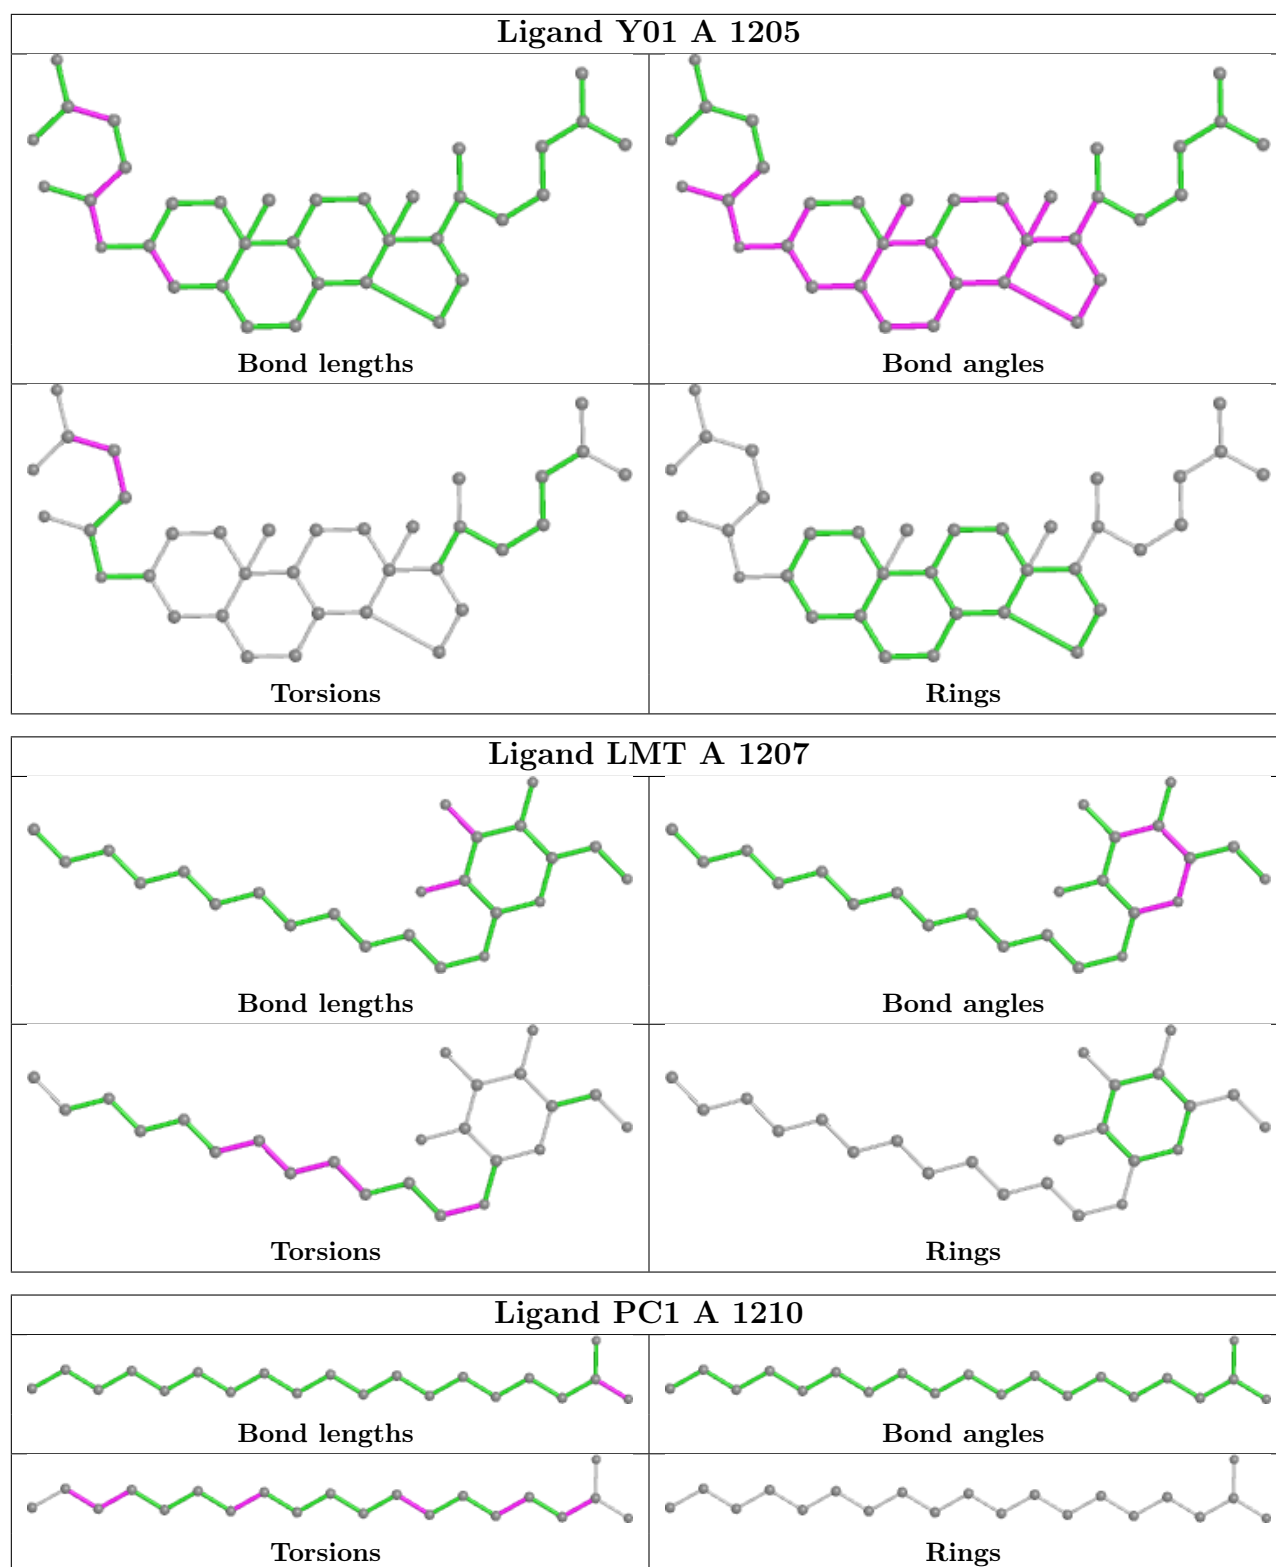 Ligand Y01 A 1205
Bond lengths
Bond angles
Torsions
Rings
Ligand LMT A 1207
Bond lengths
Bond angles
Torsions
Rings
Ligand PC1 A 1210
Bond lengths
Bond angles
Torsions
Rings